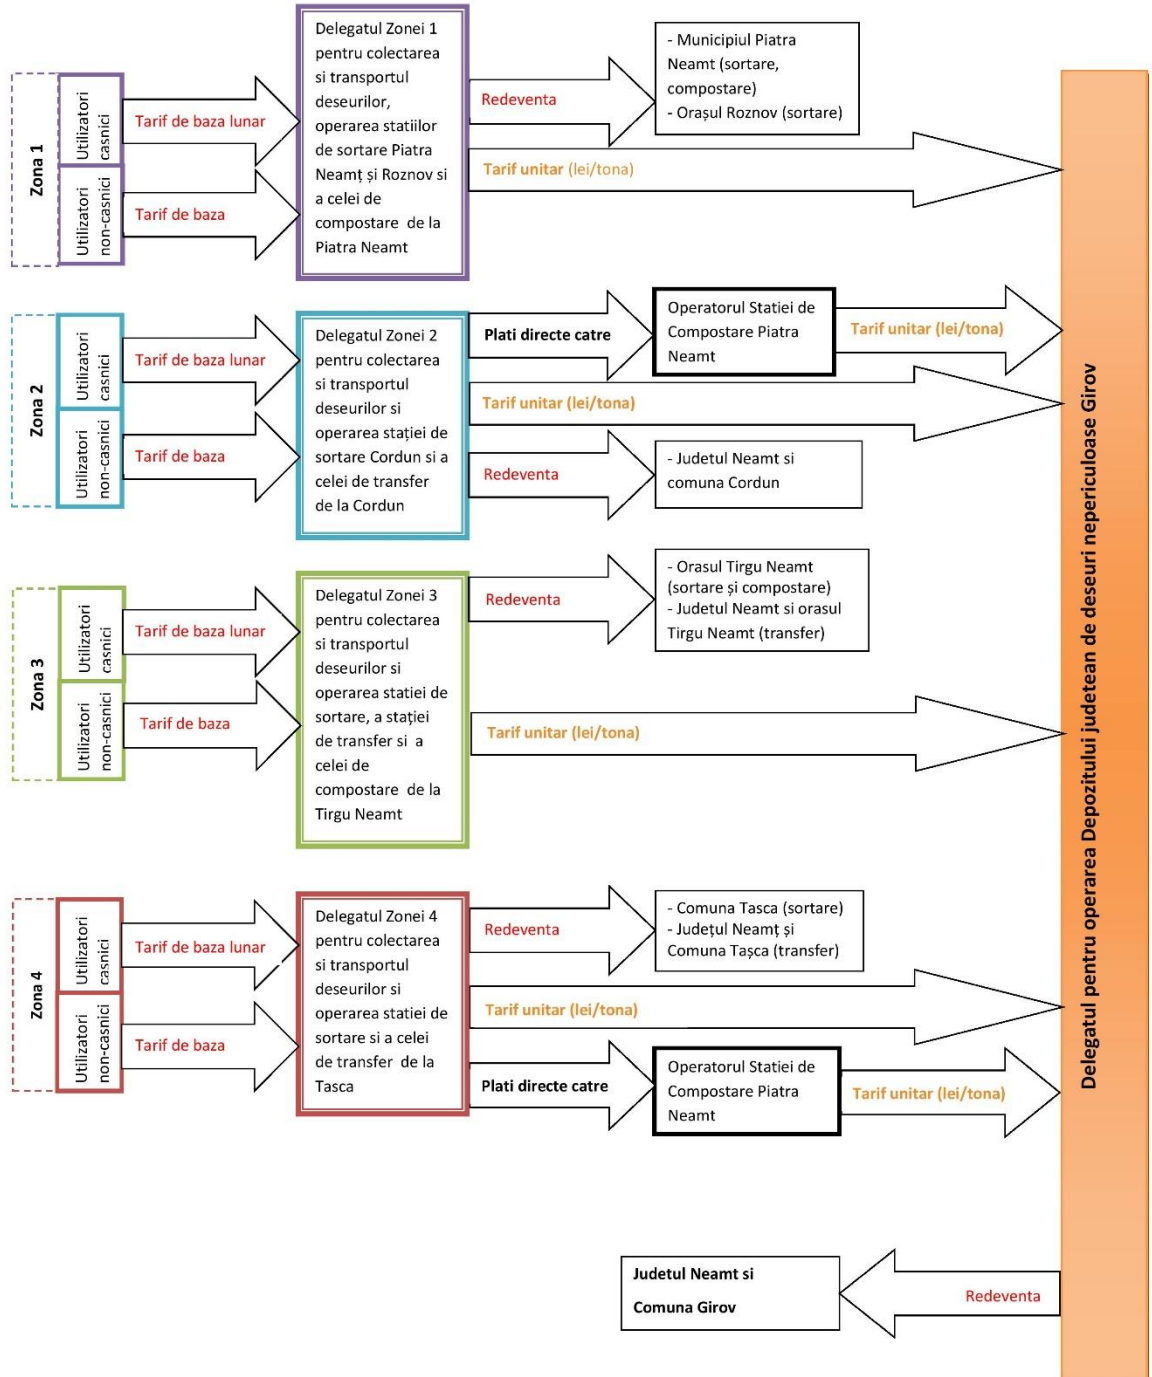 Zona 1
Utilizatori
casnici
Utilizatori
non-casnici
Tarif de baza lunar
Tarif de baza
Delegatul Zonei 1
pentru colectarea
si transportul
deseurilor,
operarea statiilor
de sortare Piatra
Neamț și Roznov si
a celei de
compostare de la
Piatra Neamt
Redeventa
- Municipiul Piatra
Neamt (sortare,
compostare)
- Orașul Roznov (sortare)
Tarif unitar (lei/tona)
Zona 2
Utilizatori
casnici
Utilizatori
non-casnici
Tarif de baza lunar
Tarif de baza
Delegatul Zonei 2
pentru colectarea
si transportul
deseurilor si
operarea stației de
sortare Cordun si a
celei de transfer
de la Cordun
Plati directe catre
Operatorul Statiei de
Compostare Piatra
Neamt
Tarif unitar (lei/tona)
Tarif unitar (lei/tona)
Redeventa
- Judetul Neamt si
comuna Cordun
Zona 3
Utilizatori
casnici
Utilizatori
non-casnici
Tarif de baza lunar
Tarif de baza
Delegatul Zonei 3
pentru colectarea
si transportul
deseurilor si
operarea statiei de
sortare, a stației
de transfer si a
celei de
compostare de la
Tirgu Neamt
Redeventa
- Orasul Tirgu Neamt
(sortare și compostare)
- Judetul Neamt si orasul
Tirgu Neamt (transfer)
Tarif unitar (lei/tona)
Zona 4
Utilizatori
casnici
Utilizatori
non-casnici
Tarif de baza lunar
Tarif de baza
Delegatul Zonei 4
pentru colectarea
si transportul
deseurilor si
operarea statiei de
sortare si a celei
de transfer de la
Tasca
Redeventa
- Comuna Tasca (sortare)
- Județul Neamț și
Comuna Tașca (transfer)
Tarif unitar (lei/tona)
Plati directe catre
Operatorul Statiei de
Compostare Piatra
Neamt
Tarif unitar (lei/tona)
Delegatul pentru operarea Depozitului judetean de deseuri nepericuloase Girov
Judetul Neamt si
Comuna Girov
Redeventa